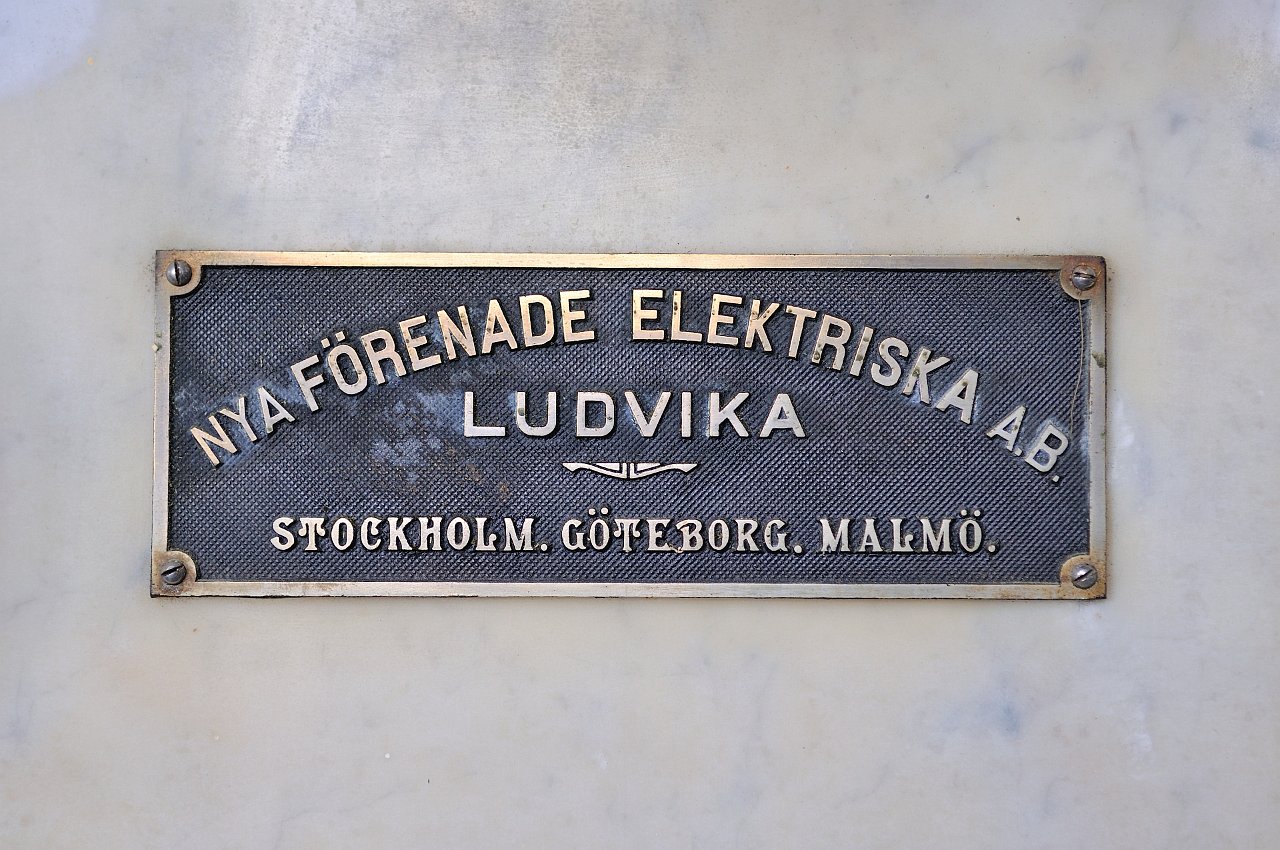 NYA FÖRENADE ELEKTRISKA A.B.
LUDVIKA
STOCKHOLM. GÖTEBORG. MALMÖ.